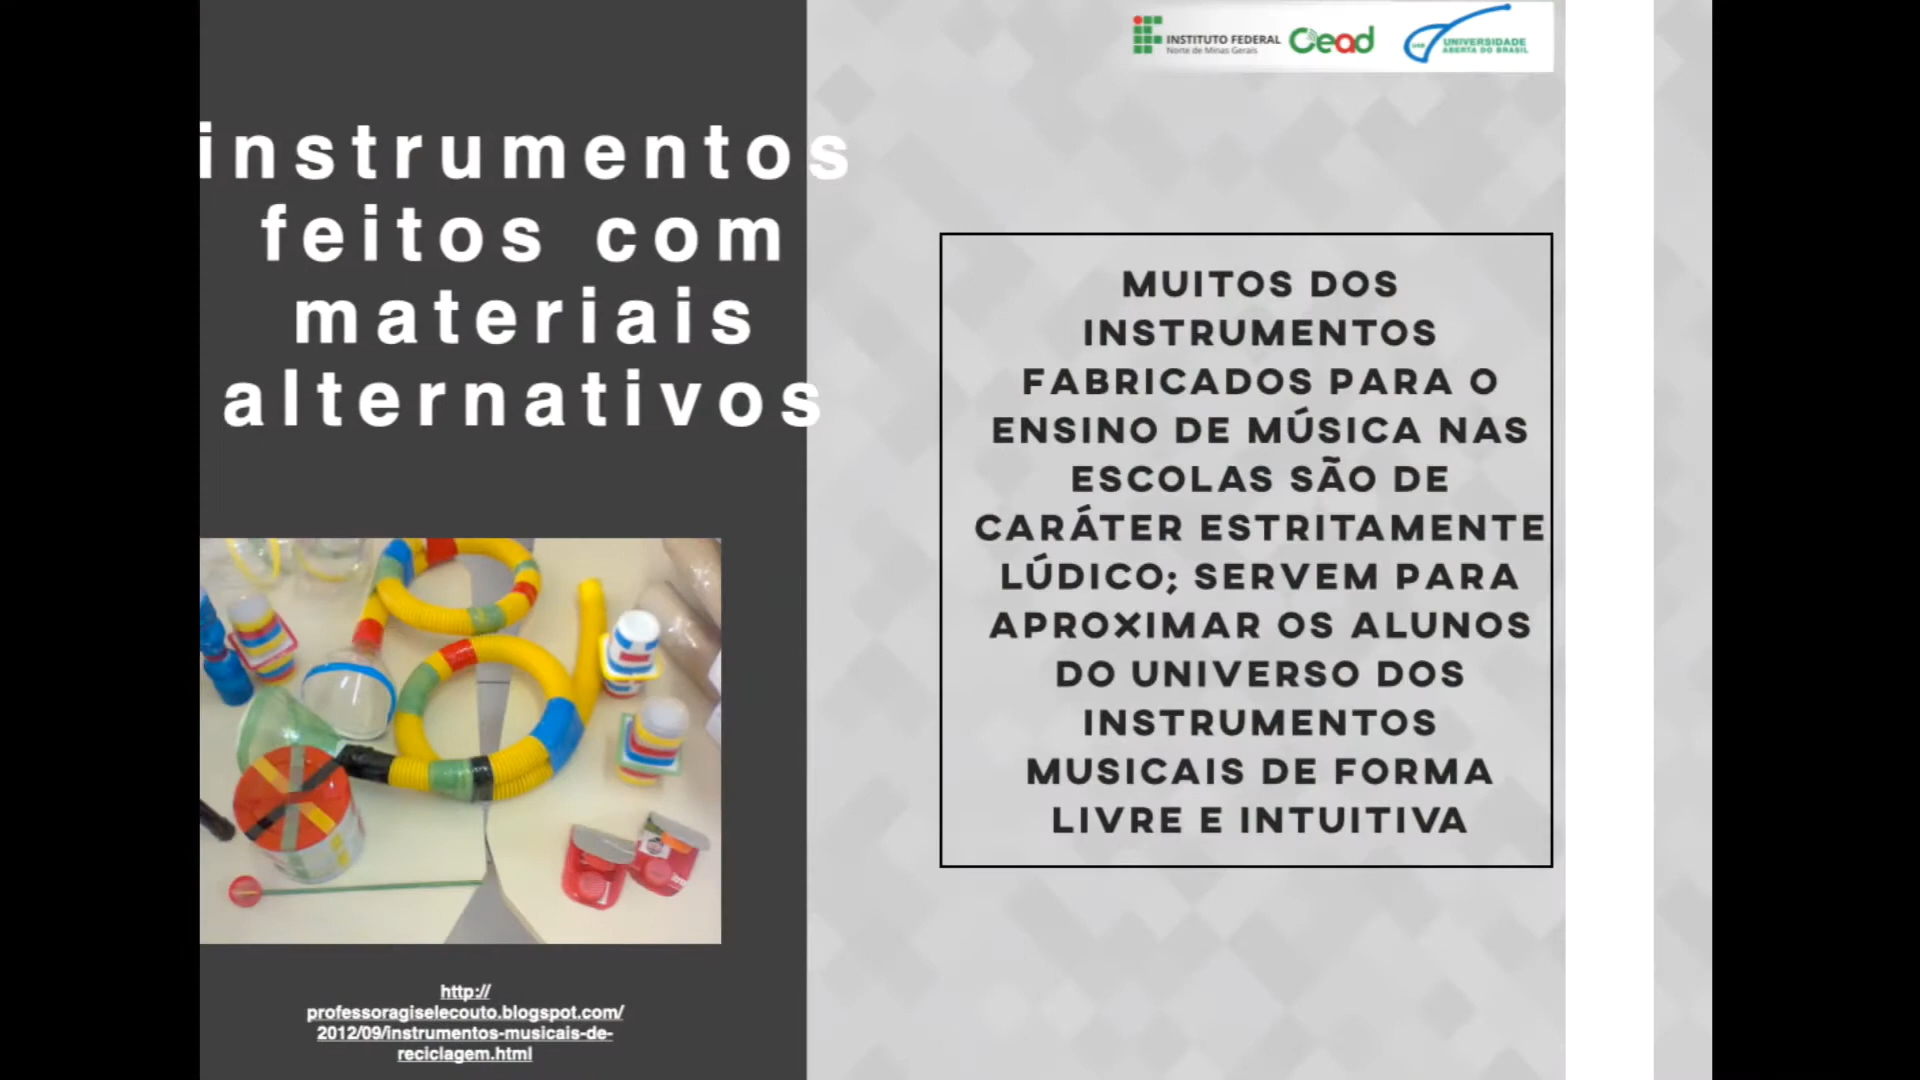 INSTITUTO FEDERAL
Norte de Minas Gerais
Cead
UAB
UNIVERSIDADE
ABERTA DO BRASIL
instrumentos
feitos com
materiais
alternativos
MUITOS DOS
INSTRUMENTOS
FABRICADOS PARA O
ENSINO DE MÚSICA NAS
ESCOLAS SÃO DE
CARÁTER ESTRITAMENTE
LÚDICO; SERVEM PARA
APROXIMAR OS ALUNOS
DO UNIVERSO DOS
INSTRUMENTOS
MUSICAIS DE FORMA
LIVRE E INTUITIVA
http://
professoragiselecouto.blogspot.com/
2012/09/instrumentos-musicais-de-
reciclagem.html